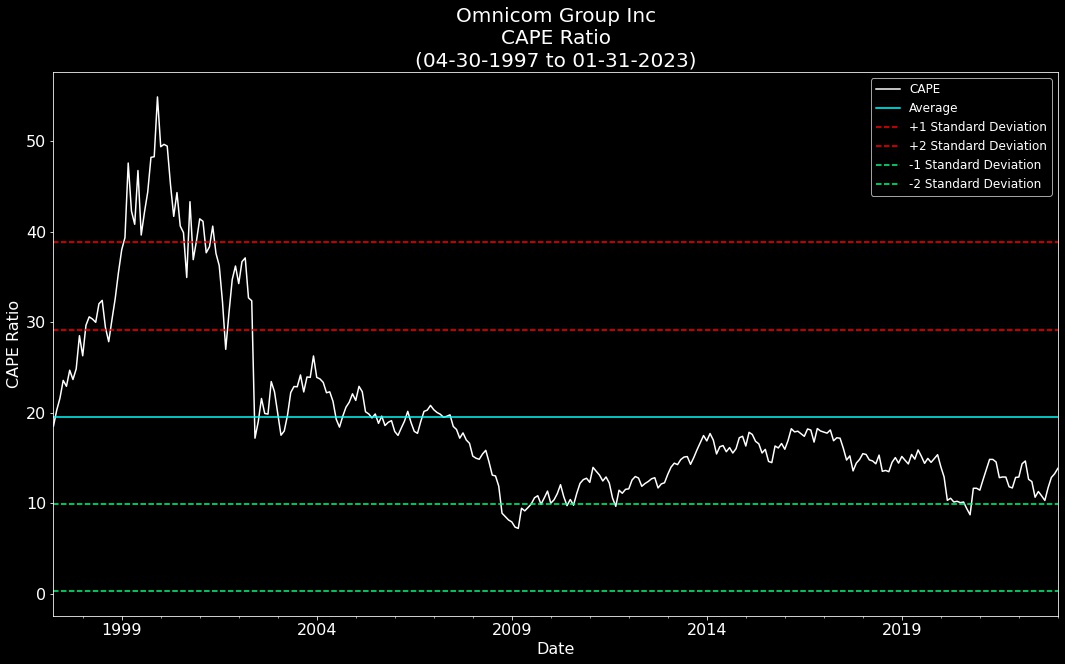 Omnicom Group Inc
CAPE Ratio
(04-30-1997 to 01-31-2023)
CAPE
Average
+1 Standard Deviation
+2 Standard Deviation
-1 Standard Deviation
-2 Standard Deviation
50
40
30
20
10
0
CAPE Ratio
1999 2004 2009 2014 2019
Date